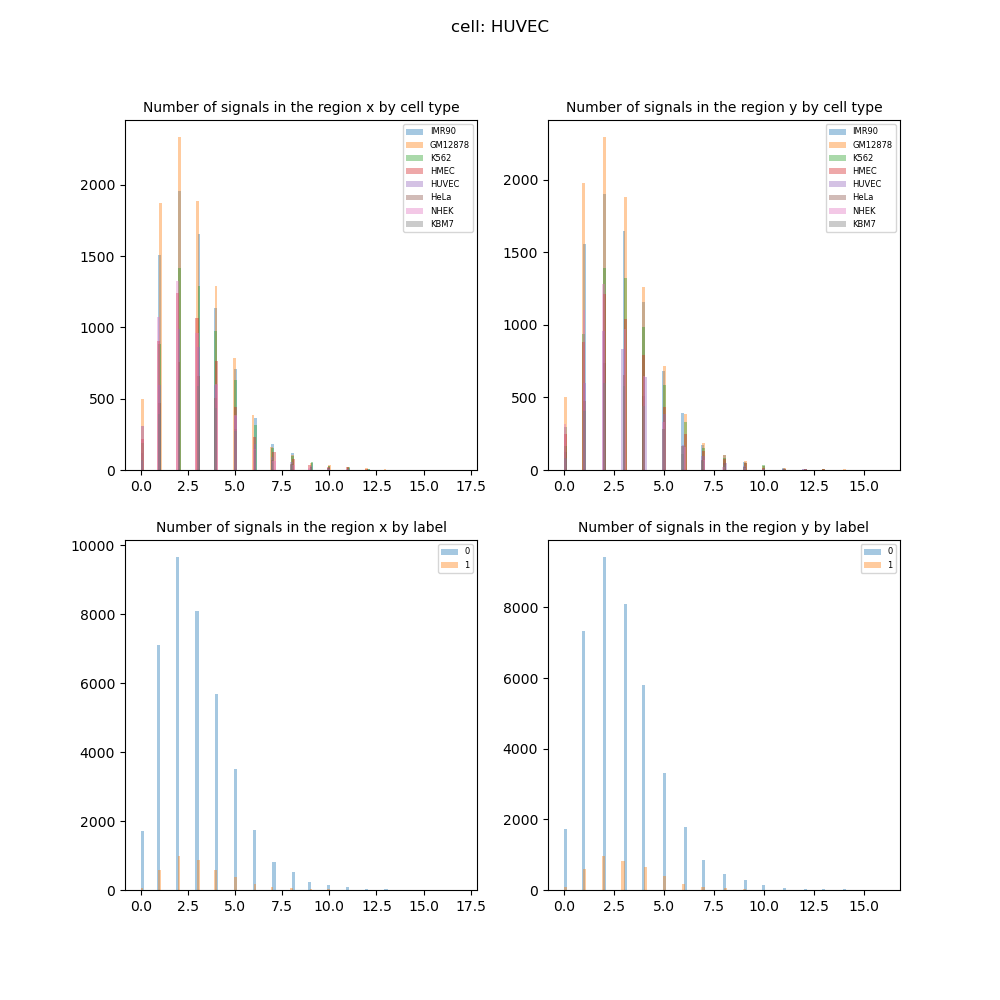 cell: HUVEC
Number of signals in the region x by cell type
2000
1500
1000
500
0
0.0 2.5 5.0 7.5 10.0 12.5 15.0 17.5
IMR90
GM12878
K562
HMEC
HUVEC
HeLa
NHEK
KBM7
Number of signals in the region y by cell type
2000
1500
1000
500
0
0.0 2.5 5.0 7.5 10.0 12.5 15.0
IMR90
GM12878
K562
HMEC
HUVEC
HeLa
NHEK
KBM7
Number of signals in the region x by label
10000
8000
6000
4000
2000
0
0.0 2.5 5.0 7.5 10.0 12.5 15.0 17.5
0
1
Number of signals in the region y by label
8000
6000
4000
2000
0
0.0 2.5 5.0 7.5 10.0 12.5 15.0
0
1